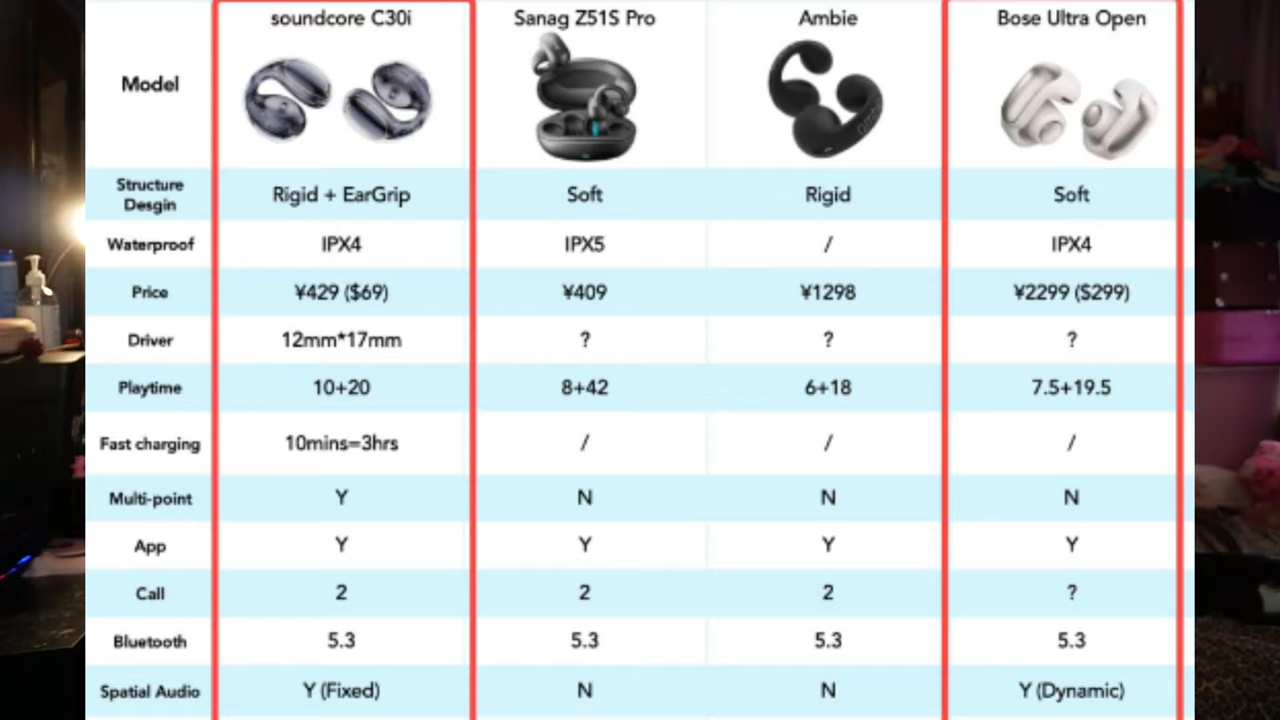 Model soundcore C30i Sanag Z51S Pro Ambie Bose Ultra Open
Structure Desgin Rigid + EarGrip Soft Rigid Soft
Waterproof IPX4 IPX5 / IPX4
Price ¥429 ($69) ¥409 ¥1298 ¥2299 ($299)
Driver 12mm*17mm ? ? ?
Playtime 10+20 8+42 6+18 7.5+19.5
Fast charging 10mins=3hrs / / /
Multi-point Y N N N
App Y Y Y Y
Call 2 2 2 ?
Bluetooth 5.3 5.3 5.3 5.3
Spatial Audio Y (Fixed) N N Y (Dynamic)